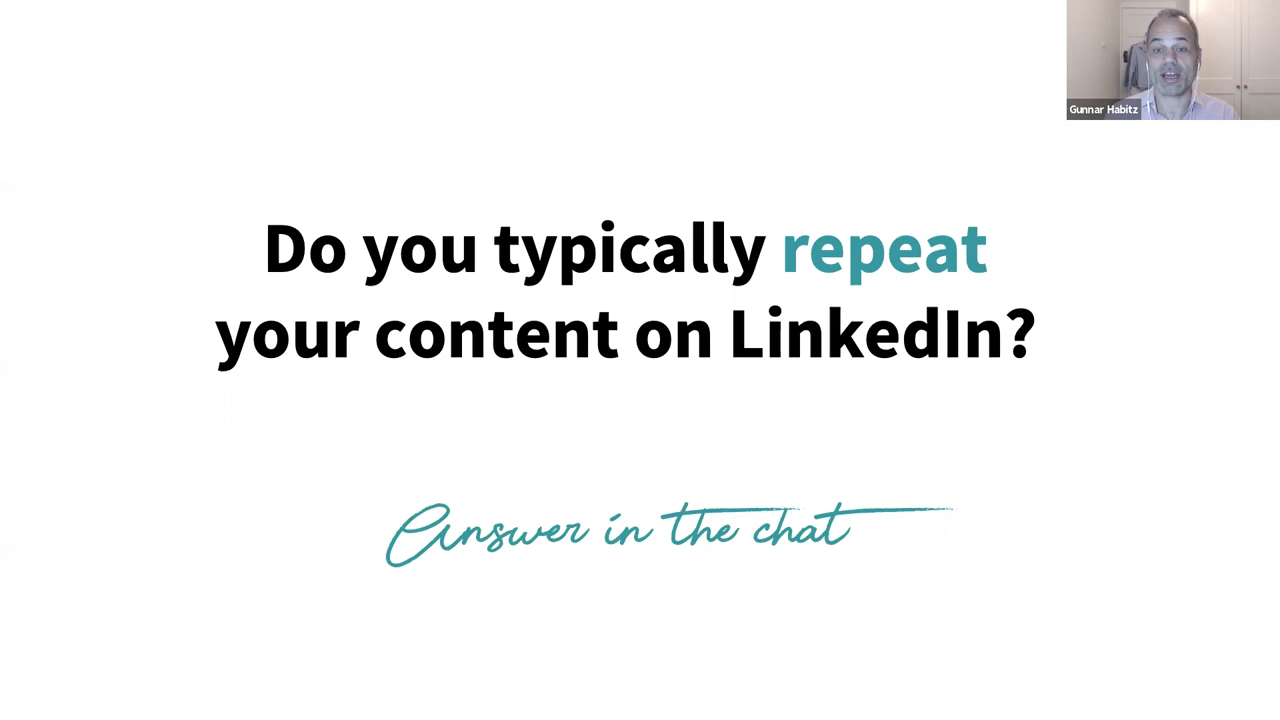 Gunnar Habitz
Do you typically repeat
your content on LinkedIn?
Answer in the chat